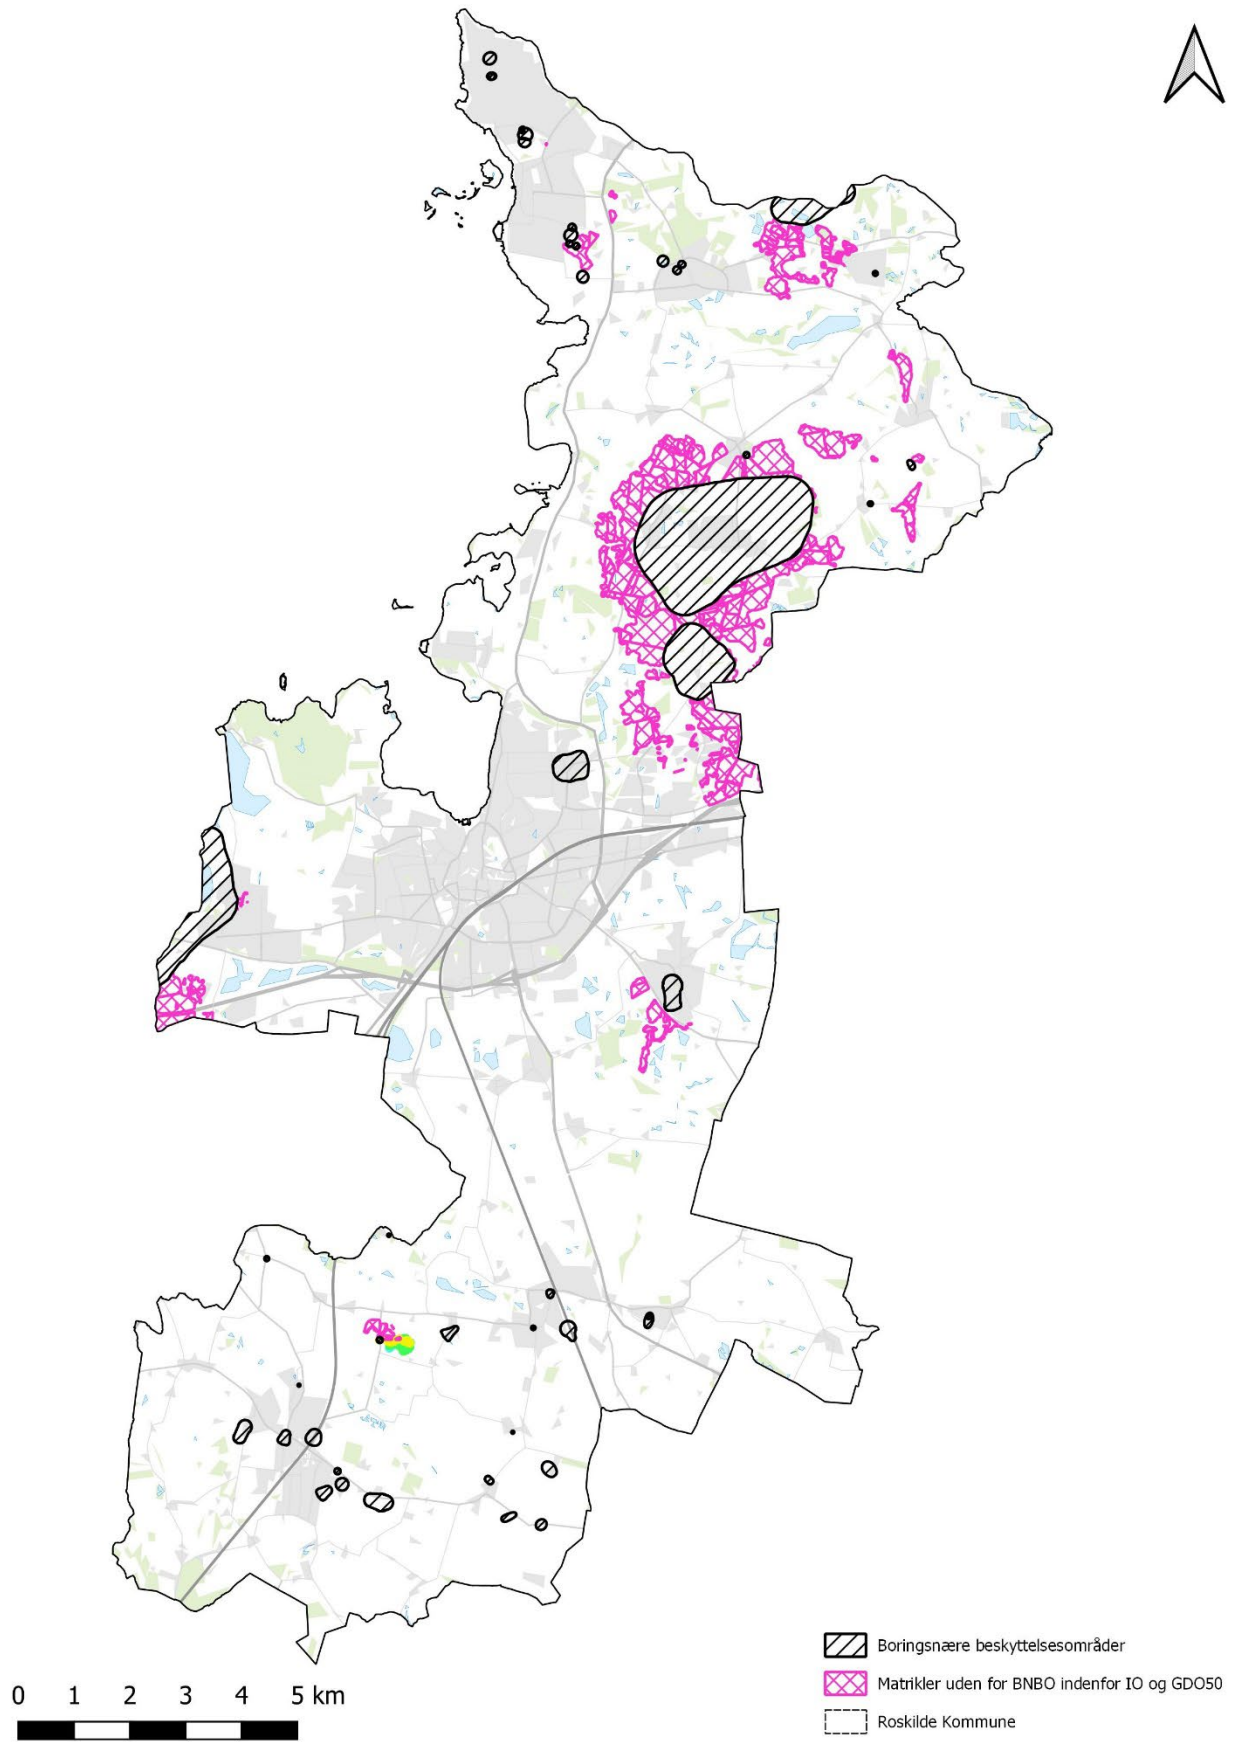 Boringsnære beskyttelsesområder
Matrikler uden for BNBO indenfor IO og GDO50
Roskilde Kommune
0 1 2 3 4 5 km